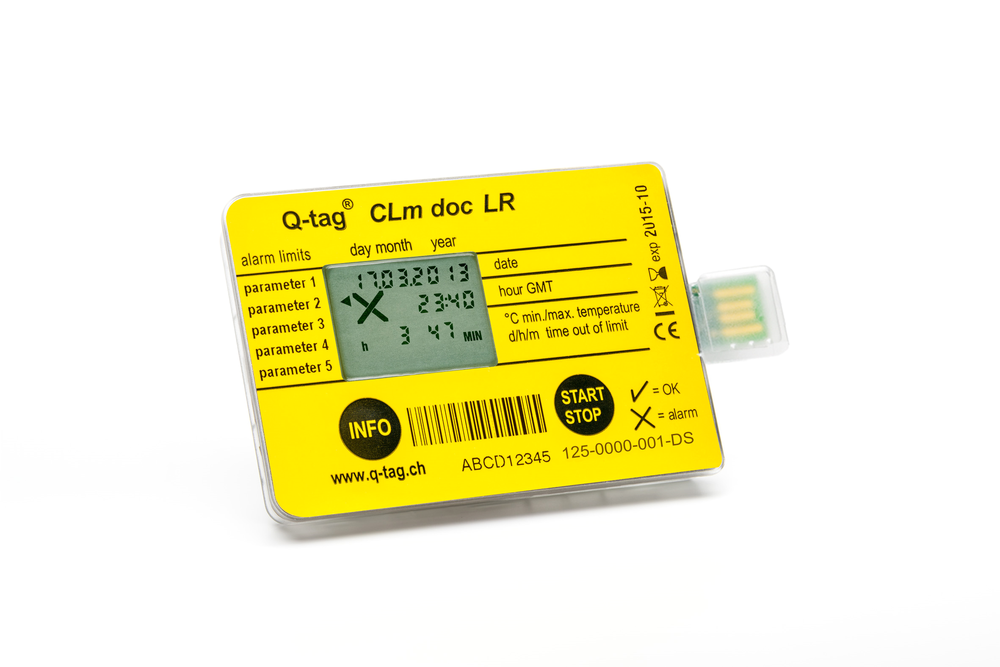 Q-tag® CLm doc LR
exp 2015-10
alarm limits
day month year
parameter 1
parameter 2
parameter 3
parameter 4
parameter 5
17.03.2013
23:40
h 3 47 MIN
date
hour GMT
°C min./max. temperature
d/h/m time out of limit
CE
INFO
START
STOP
= OK
= alarm
www.q-tag.ch
ABCD12345
125-0000-001-DS